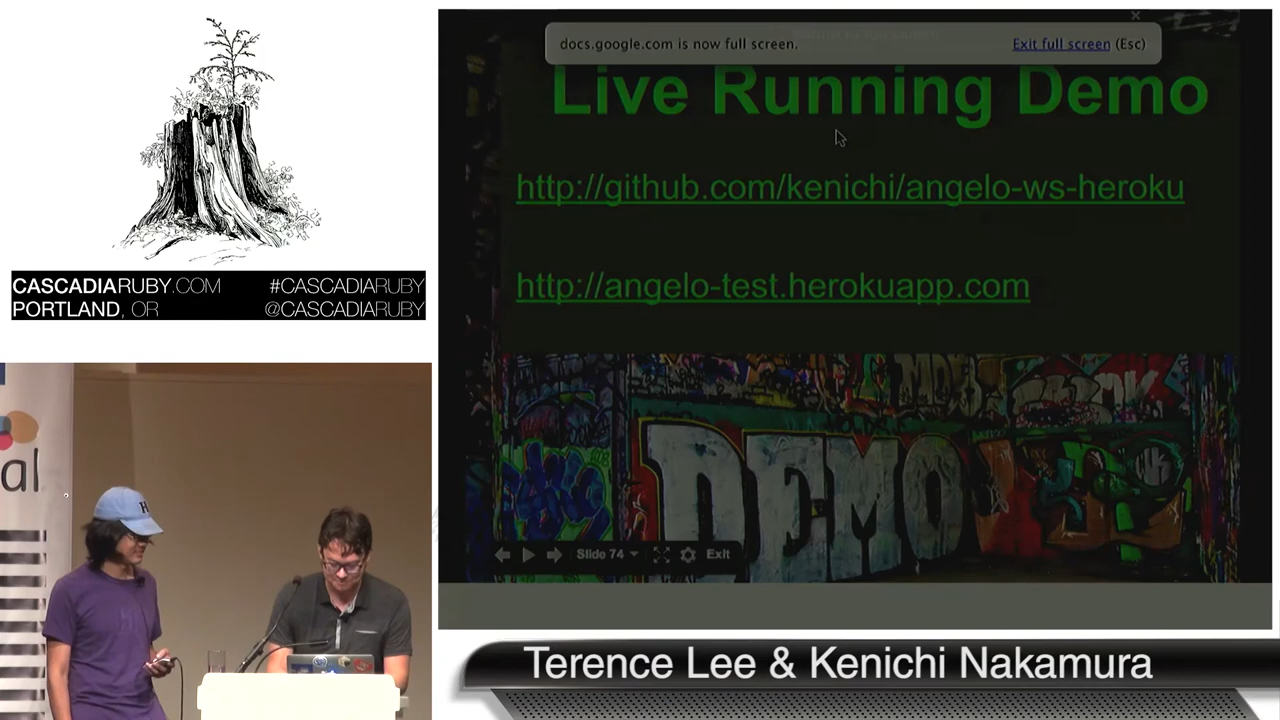 CASCADIARUBY.COM #CASCADIARUBY
PORTLAND, OR @CASCADIARUBY
al
H
docs.google.com is now full screen. Exit full screen (Esc)
Live Running Demo
http://github.com/kenichi/angelo-ws-heroku
http://angelo-test.herokuapp.com
DEMO
Slide 74 Exit
Terence Lee & Kenichi Nakamura